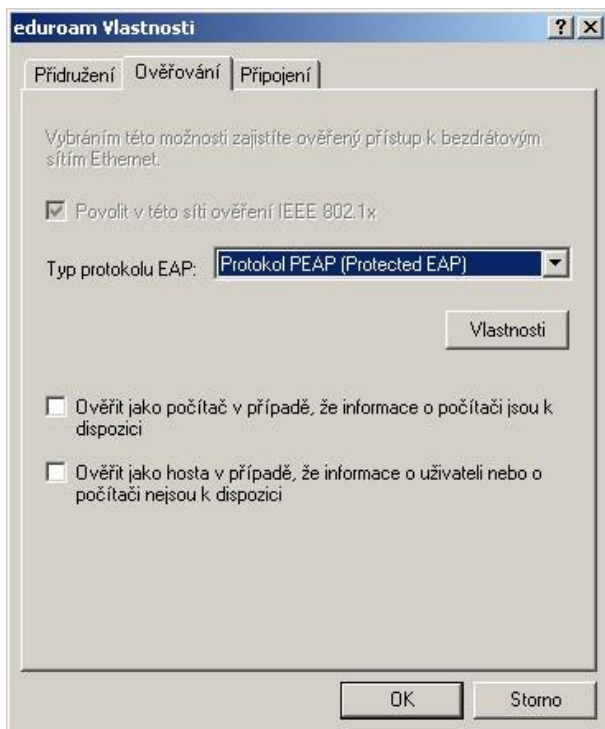 eduroam Vlastnosti
Přidružení Ověřování Připojení
Vybráním této možnosti zajistíte ověřený přístup k bezdrátovým
sítím Ethernet.
Povolit v této síti ověření IEEE 802.1x
Typ protokolu EAP: Protokol PEAP (Protected EAP)
Vlastnosti
Ověřit jako počítač v případě, že informace o počítači jsou k
dispozici
Ověřit jako hosta v případě, že informace o uživateli nebo o
počítači nejsou k dispozici
OK Storno